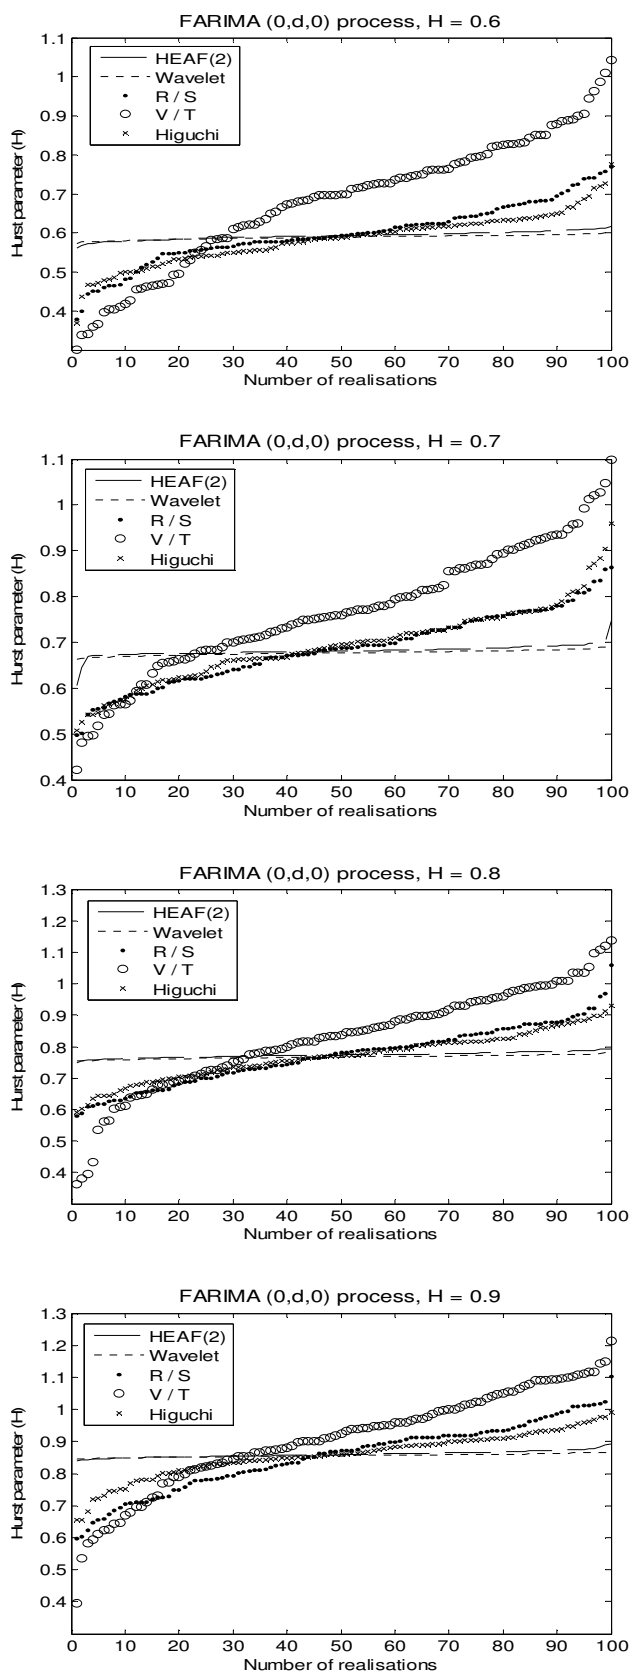 FARIMA (0,d,0) process, H = 0.6
1.1
1
0.9
0.8
0.7
0.6
0.5
0.4
Hurst parameter (H)
HEAF(2)
Wavelet
R / S
V / T
Higuchi
0 10 20 30 40 50 60 70 80 90 100
Number of realisations
FARIMA (0,d,0) process, H = 0.7
1.1
1
0.9
0.8
0.7
0.6
0.5
0.4
Hurst parameter (H)
HEAF(2)
Wavelet
R / S
V / T
Higuchi
0 10 20 30 40 50 60 70 80 90 100
Number of realisations
FARIMA (0,d,0) process, H = 0.8
1.3
1.2
1.1
1
0.9
0.8
0.7
0.6
0.5
0.4
Hurst parameter (H)
HEAF(2)
Wavelet
R / S
V / T
Higuchi
0 10 20 30 40 50 60 70 80 90 100
Number of realisations
FARIMA (0,d,0) process, H = 0.9
1.3
1.2
1.1
1
0.9
0.8
0.7
0.6
0.5
0.4
Hurst parameter (H)
HEAF(2)
Wavelet
R / S
V / T
Higuchi
0 10 20 30 40 50 60 70 80 90 100
Number of realisations